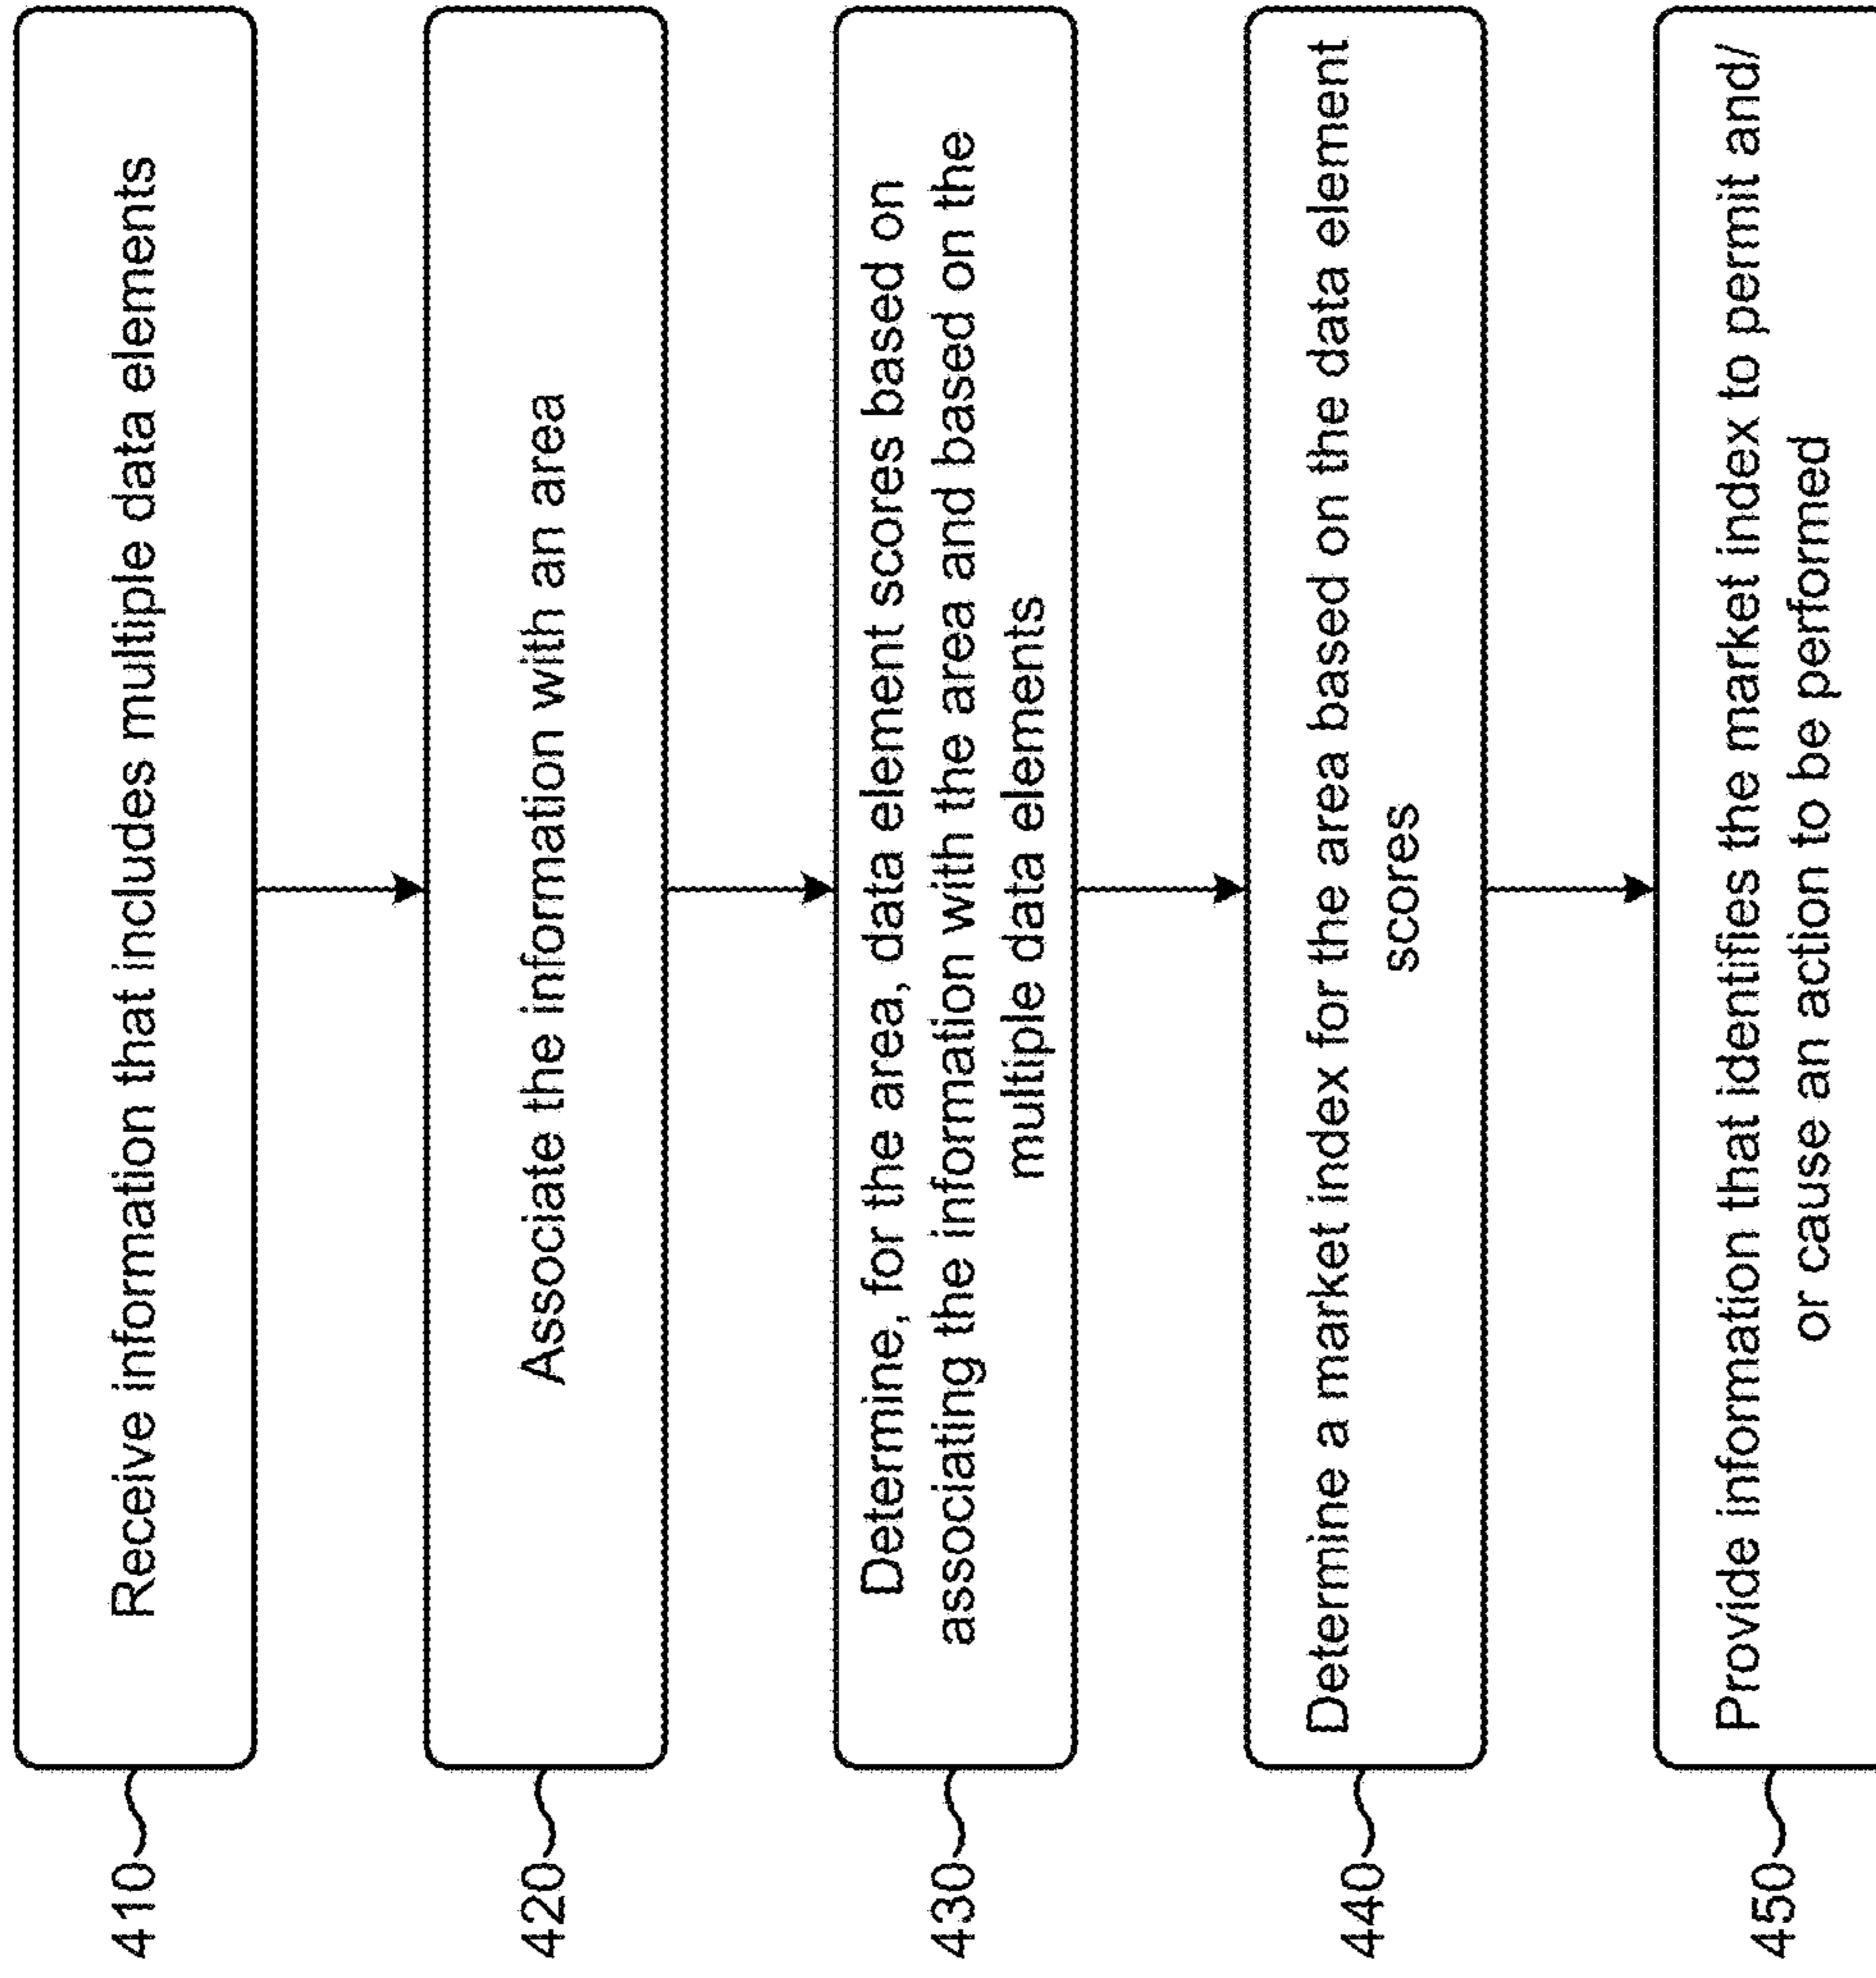 410
Receive information that includes multiple data elements
420
Associate the information with an area
430
Determine, for the area, data element scores based on
associating the information with the area and based on the
multiple data elements
440
Determine a market index for the area based on the data element
scores
450
Provide information that identifies the market index to permit and/
or cause an action to be performed